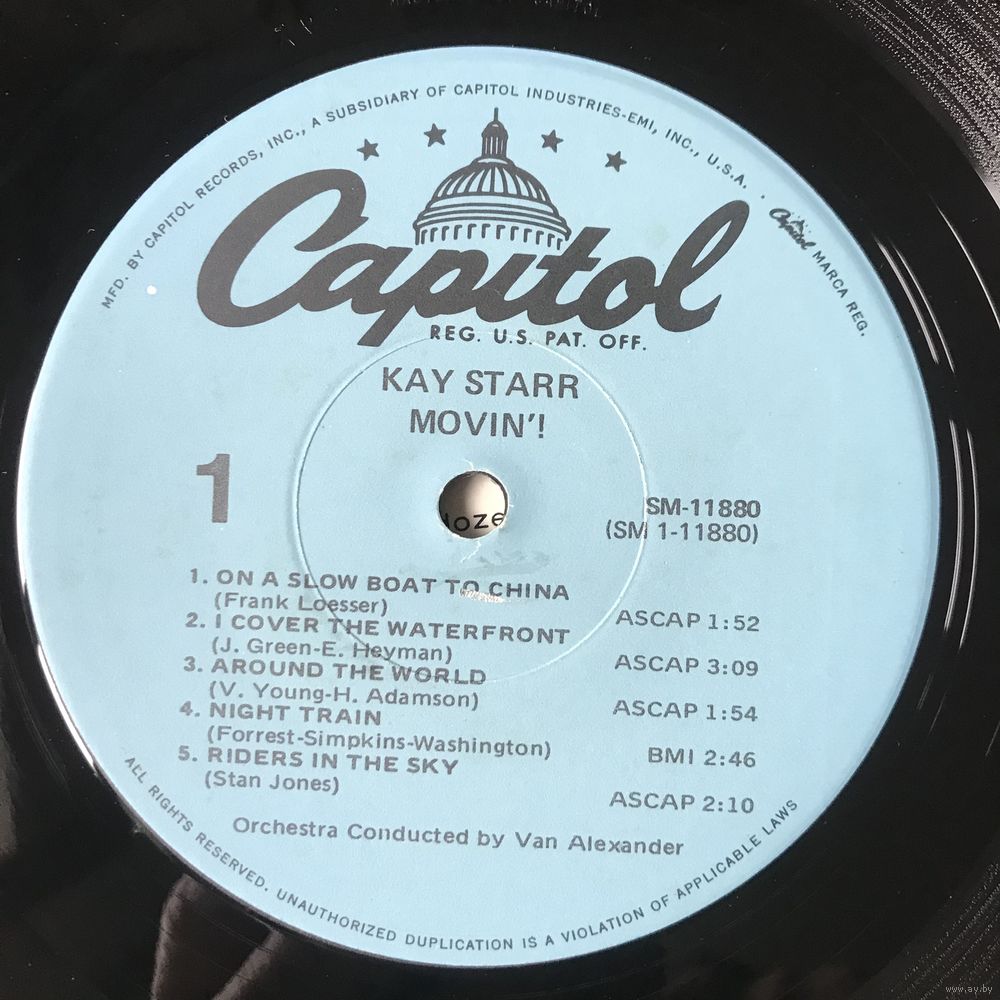 MFD. BY CAPITOL RECORDS, INC., A SUBSIDIARY OF CAPITOL INDUSTRIES-EMI, INC., U.S.A. . Capitol MARCA REG.
Capitol
REG. U.S. PAT. OFF.
KAY STARR
MOVIN'!
1
SM-11880
(SM 1-11880)
oze
1. ON A SLOW BOAT TO CHINA
(Frank Loesser) ASCAP 1:52
2. I COVER THE WATERFRONT
(J. Green-E. Heyman) ASCAP 3:09
3. AROUND THE WORLD
(V. Young-H. Adamson) ASCAP 1:54
4. NIGHT TRAIN
(Forrest-Simpkins-Washington) BMI 2:46
5. RIDERS IN THE SKY
(Stan Jones) ASCAP 2:10
Orchestra Conducted by Van Alexander
ALL RIGHTS RESERVED. UNAUTHORIZED DUPLICATION IS A VIOLATION OF APPLICABLE LAWS
www.ay.by